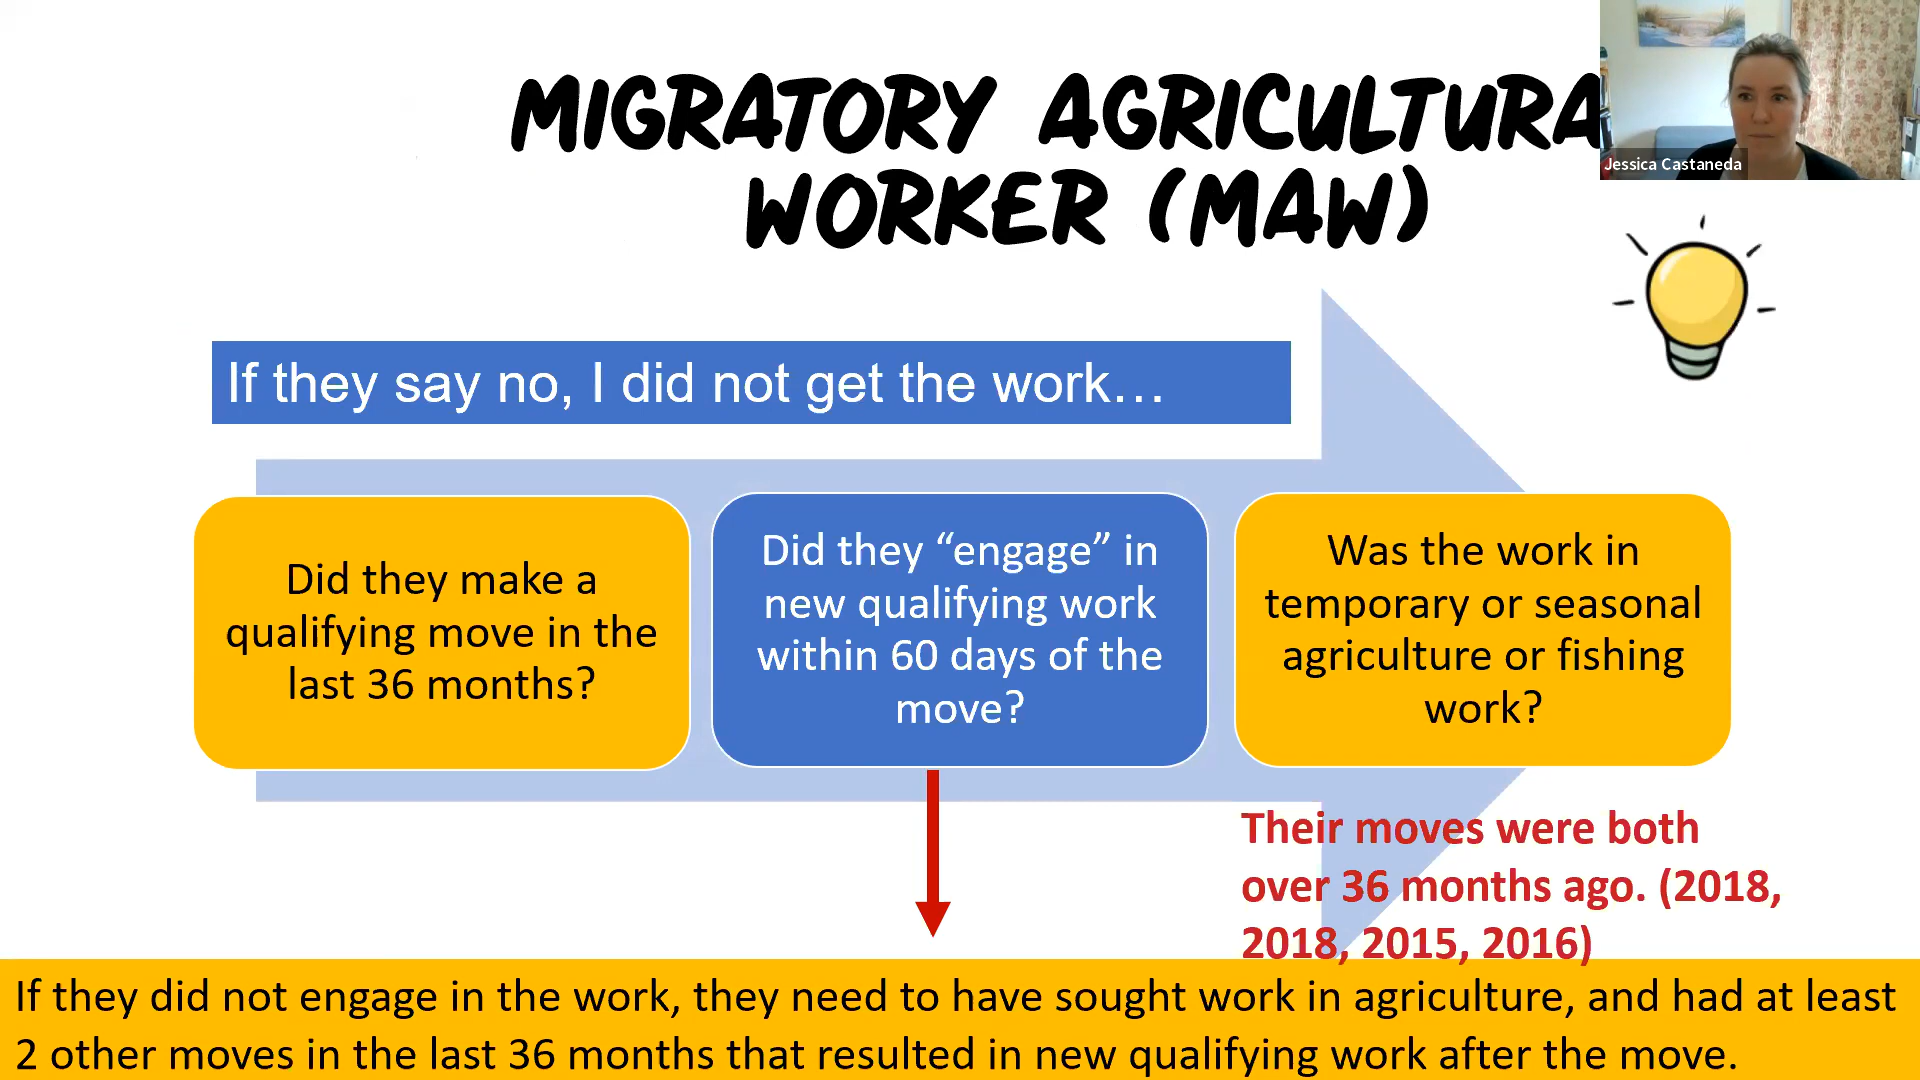 MIGRATORY AGRICULTURA
WORKER (MAW)
Jessica Castaneda
If they say no, I did not get the work…
Did they make a
qualifying move in the
last 36 months?
Did they “engage” in
new qualifying work
within 60 days of the
move?
Was the work in
temporary or seasonal
agriculture or fishing
work?
Their moves were both
over 36 months ago. (2018,
2018, 2015, 2016)
If they did not engage in the work, they need to have sought work in agriculture, and had at least
2 other moves in the last 36 months that resulted in new qualifying work after the move.